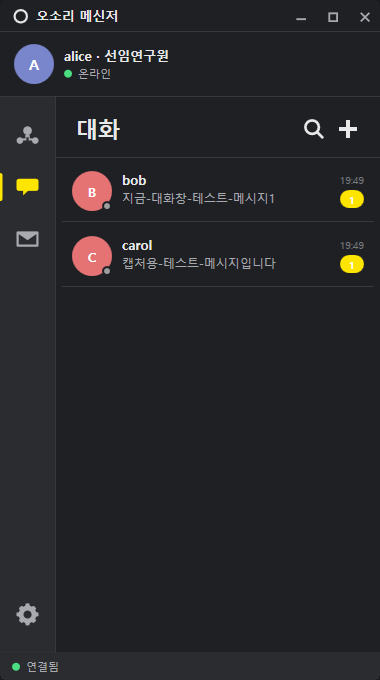 오소리 메신저
A
alice · 선임연구원
온라인
대화
B
bob
19:49
지금-대화창-테스트-메시지1
1
C
carol
19:49
캡처용-테스트-메시지입니다
1
연결됨